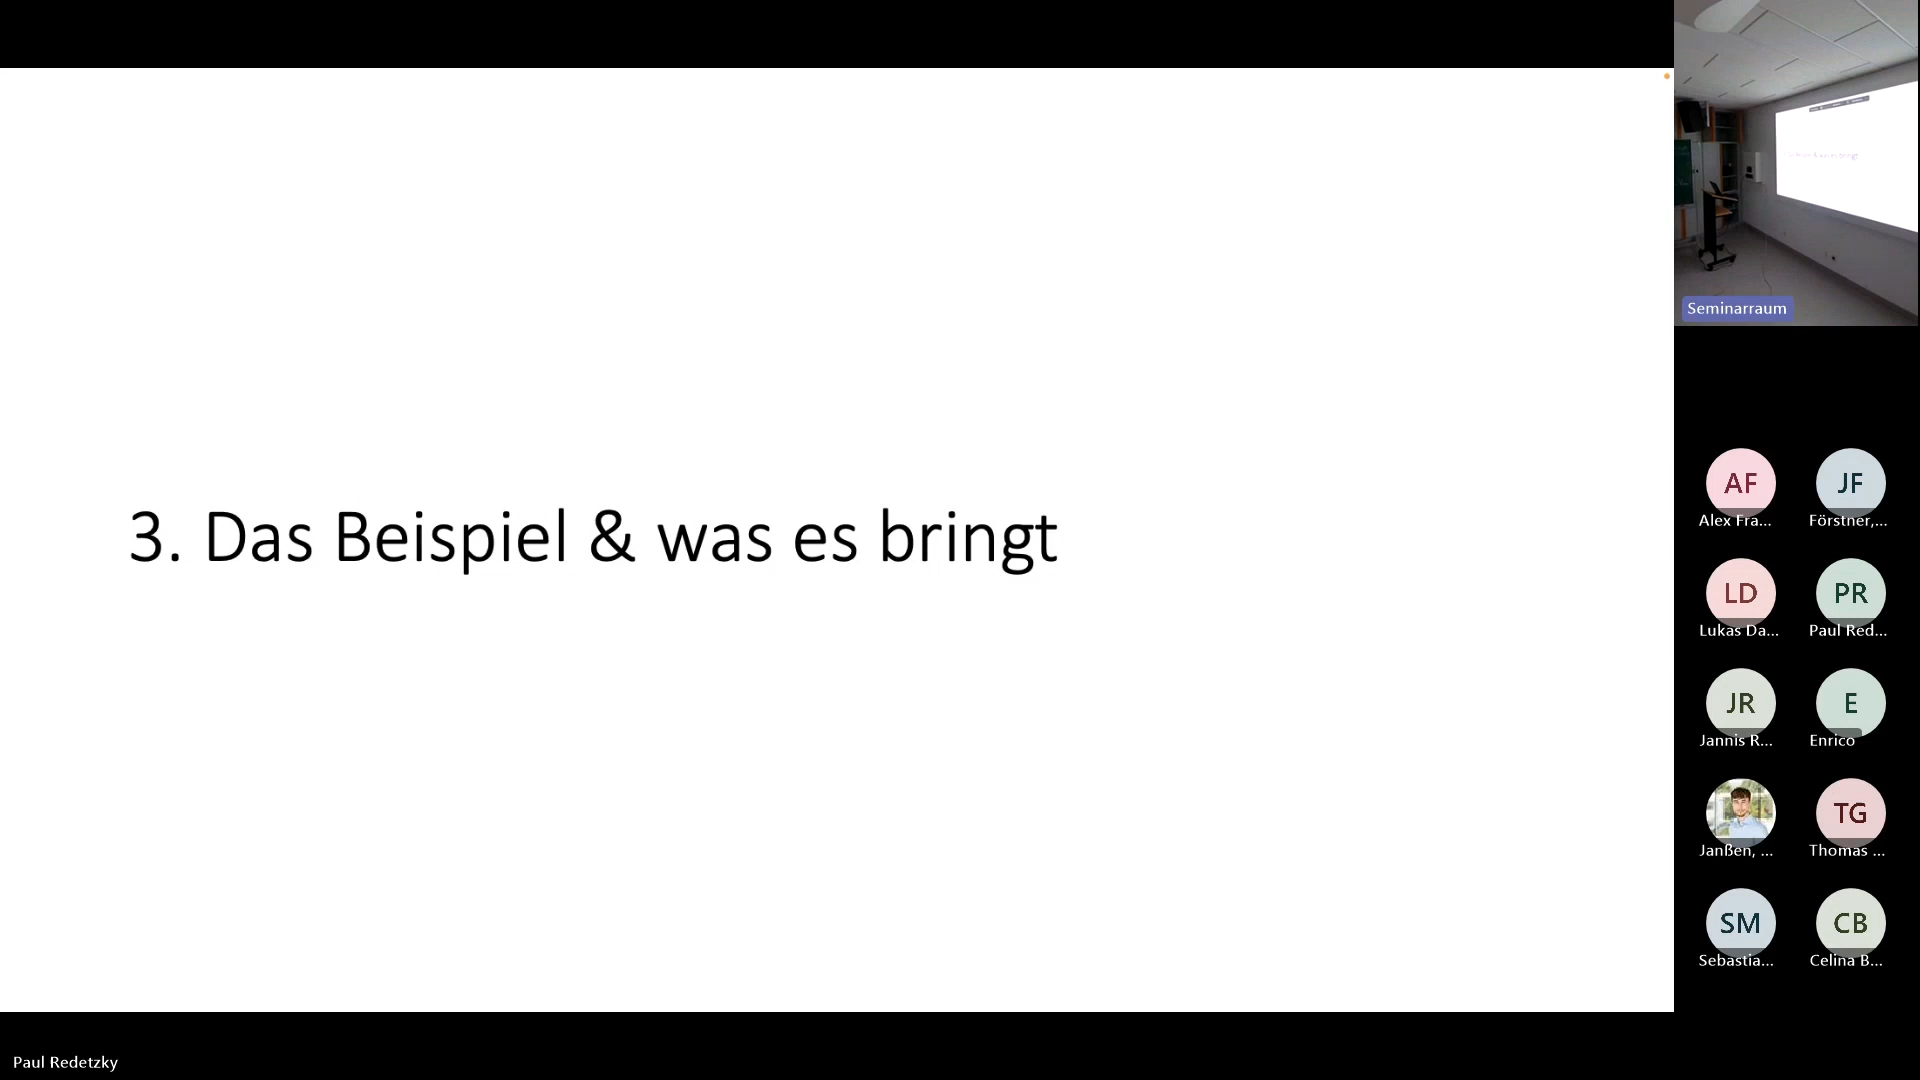 3. Das Beispiel & was es bringt
Seminarraum
AF
JF
Alex Fra...
Förstner,...
LD
PR
Lukas Da...
Paul Red...
JR
E
Jannis R...
Enrico
TG
Janßen, ...
Thomas ...
SM
CB
Sebastia...
Celina B...
Paul Redetzky